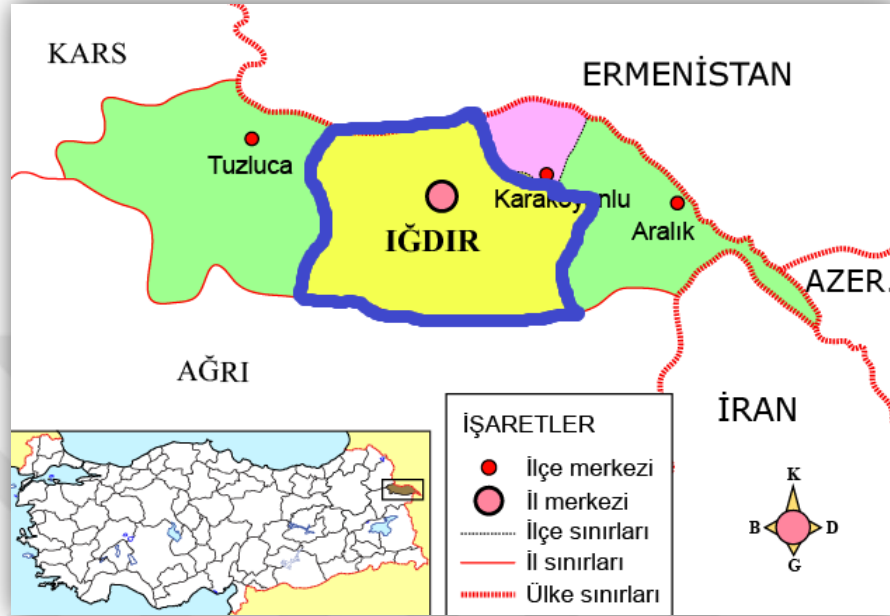 KARS
ERMENİSTAN
Tuzluca
Karakoyunlu
Aralık
IĞDIR
AZER.
AĞRI
İRAN
İŞARETLER
İlçe merkezi
İl merkezi
İlçe sınırları
İl sınırları
Ülke sınırları
K
B
D
G